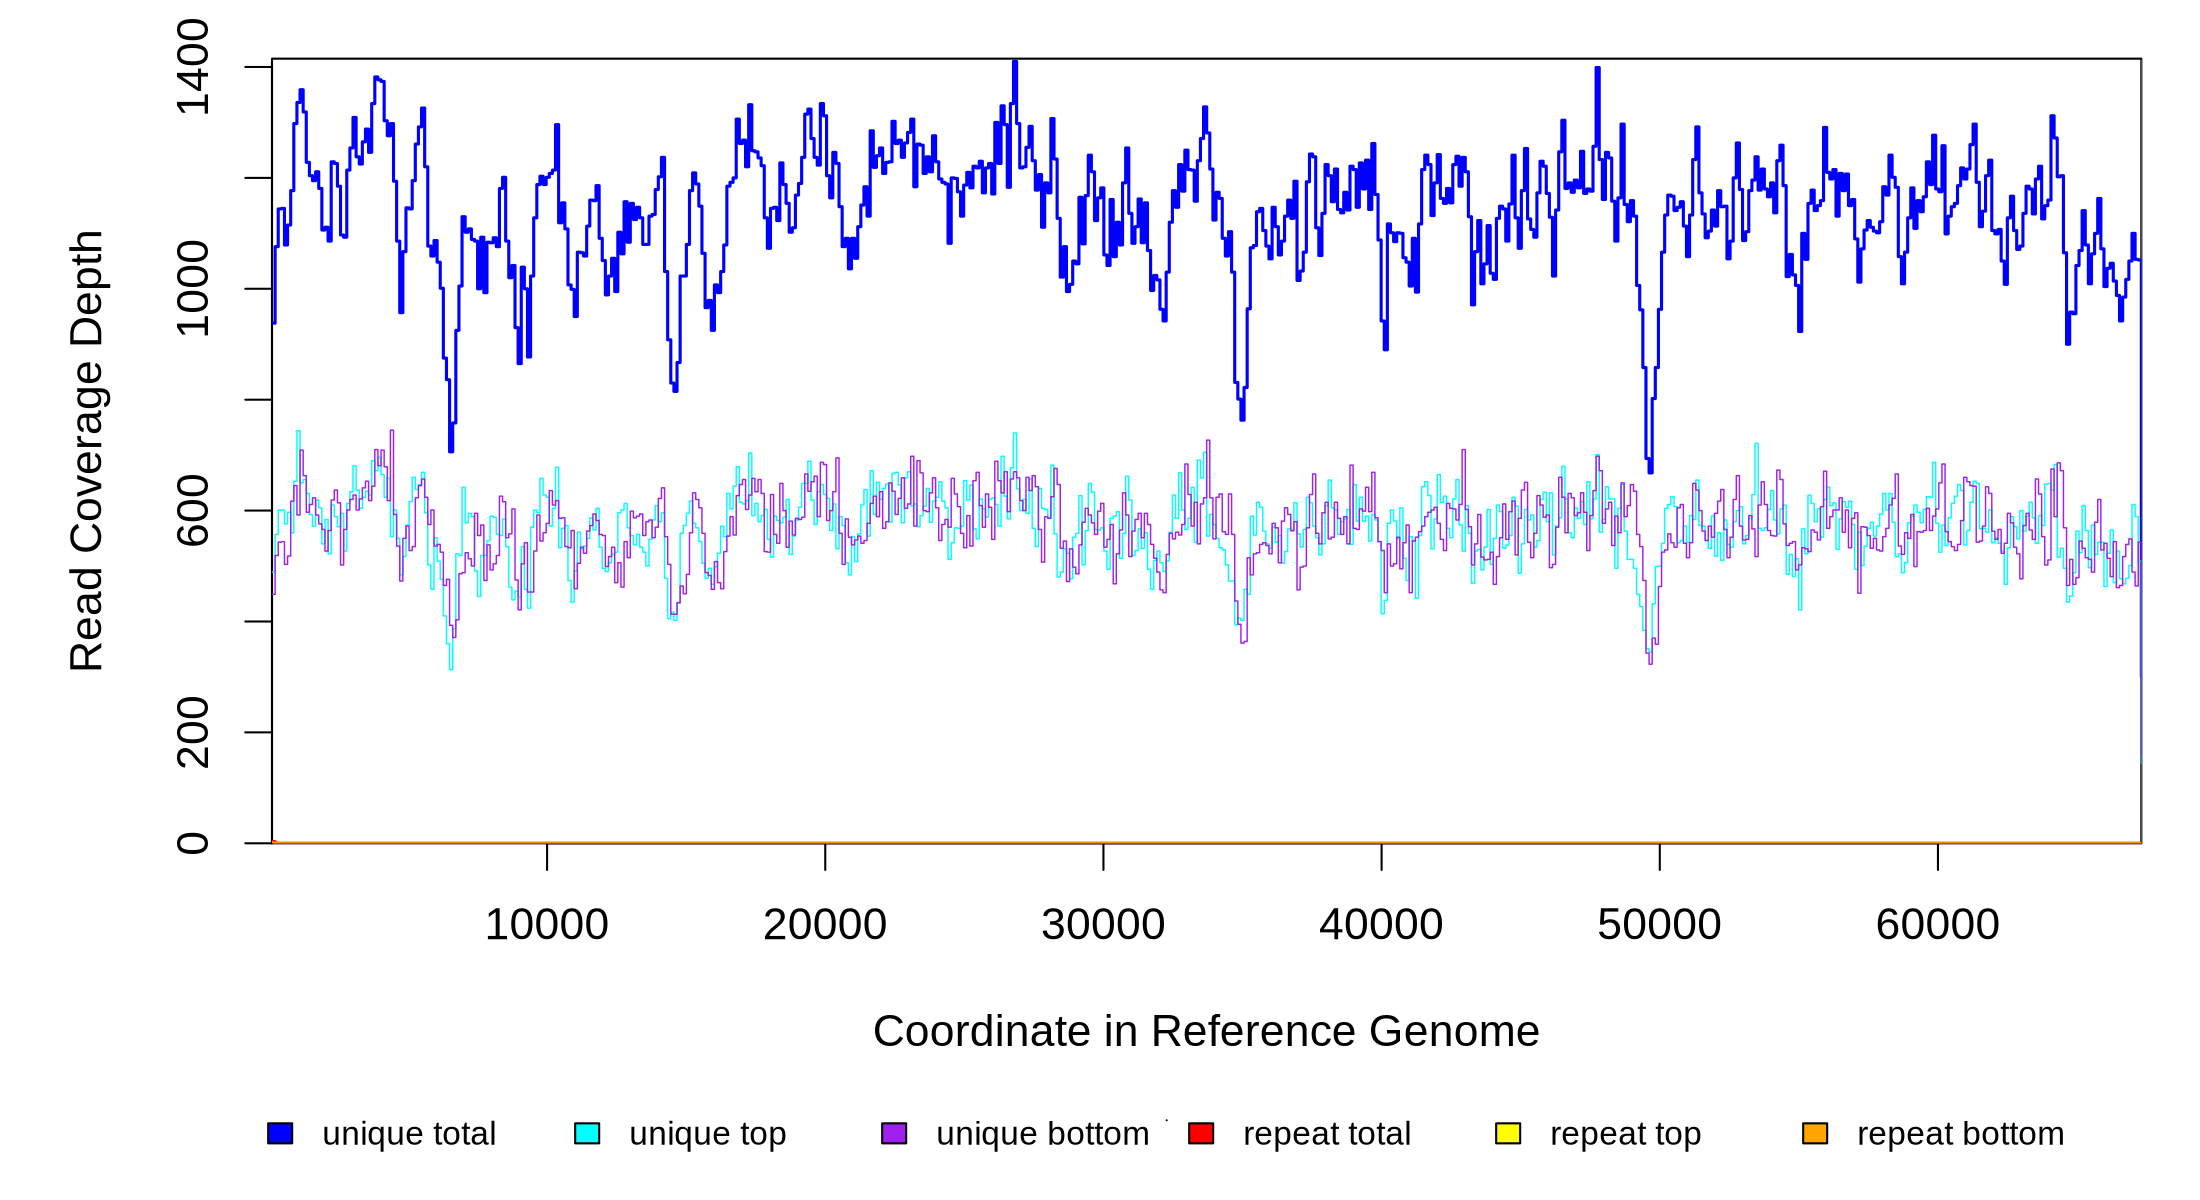 Read Coverage Depth
1400
1000
600
200
0
10000 20000 30000 40000 50000 60000
Coordinate in Reference Genome
unique total unique top unique bottom repeat total repeat top repeat bottom